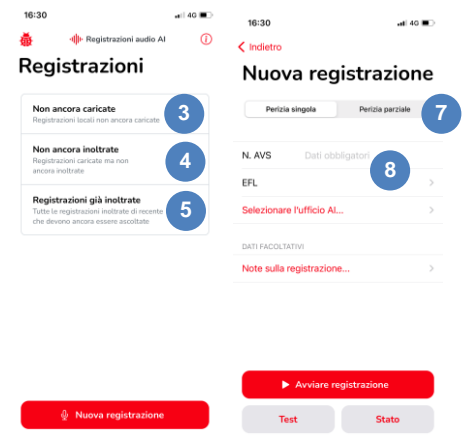 16:30
4G
Registrazioni audio AI
Registrazioni
Non ancora caricate
Registrazioni locali non ancora caricate
3
Non ancora inoltrate
Registrazioni caricate ma non
ancora inoltrate
4
Registrazioni già inoltrate
Tutte le registrazioni inoltrate di recente
che devono ancora essere ascoltate
5
Nuova registrazione
16:30
4G
Indietro
Nuova registrazione
Perizia singola
Perizia parziale
7
N. AVS
Dati obbligatori
8
EFL
Selezionare l'ufficio AI...
DATI FACOLTATIVI
Note sulla registrazione...
Avviare registrazione
Test
Stato